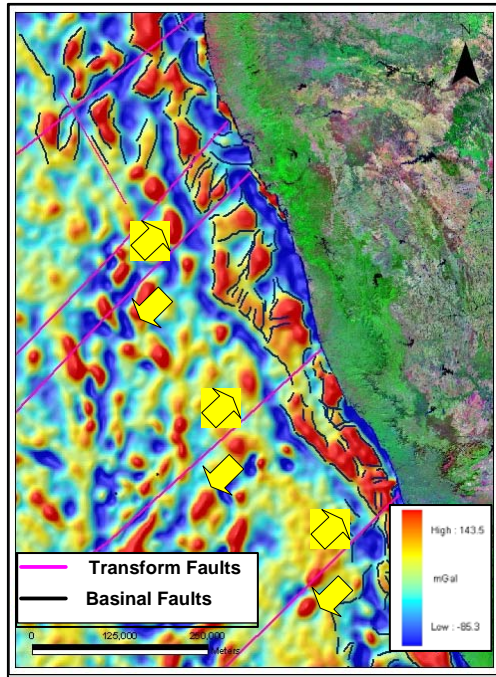 N
High : 143.5
mGal
Low : -85.3
Transform Faults
Basinal Faults
0 125,000 250,000
Meters